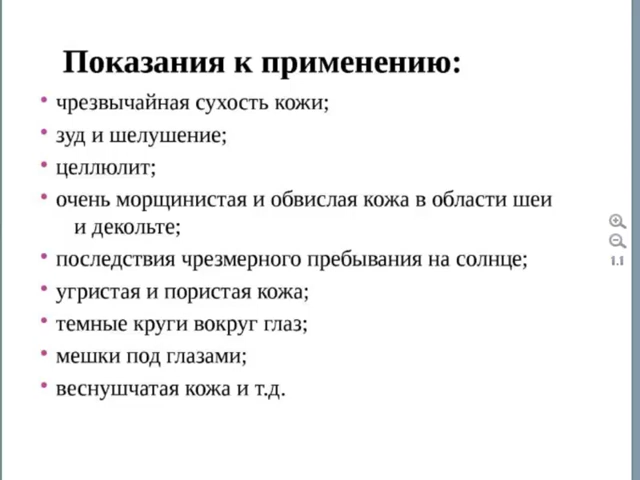 Показания к применению:
• чрезвычайная сухость кожи;
• зуд и шелушение;
• целлюлит;
• очень морщинистая и обвислая кожа в области шеи
и декольте;
• последствия чрезмерного пребывания на солнце;
• угристая и пористая кожа;
• темные круги вокруг глаз;
• мешки под глазами;
• веснушчатая кожа и т.д.
1.1